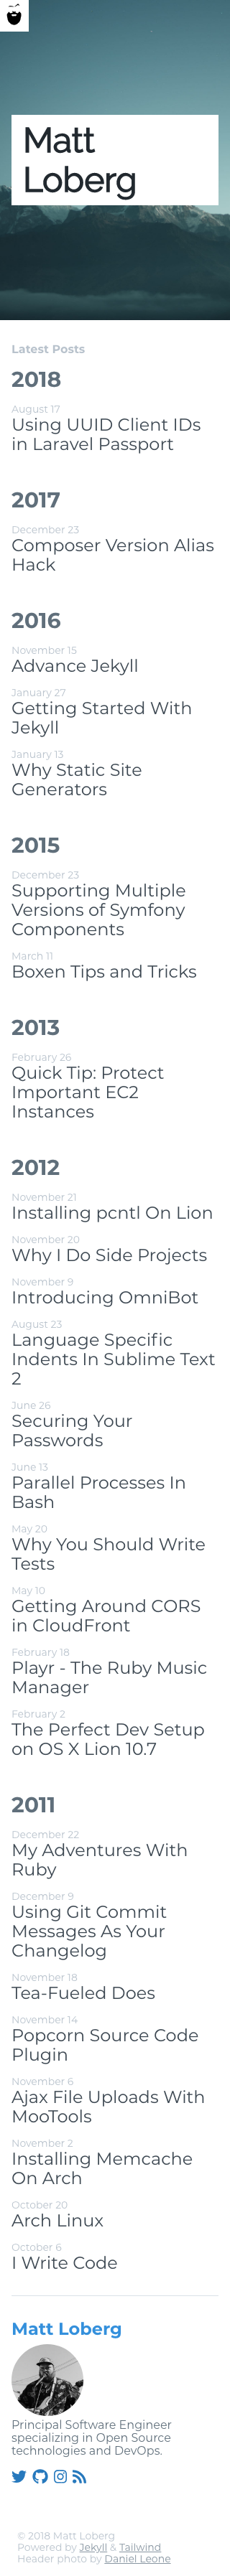 Matt
Loberg
Latest Posts
2018
August 17
Using UUID Client IDs
in Laravel Passport
2017
December 23
Composer Version Alias
Hack
2016
November 15
Advance Jekyll
January 27
Getting Started With
Jekyll
January 13
Why Static Site
Generators
2015
December 23
Supporting Multiple
Versions of Symfony
Components
March 11
Boxen Tips and Tricks
2013
February 26
Quick Tip: Protect
Important EC2
Instances
2012
November 21
Installing pcntl On Lion
November 20
Why I Do Side Projects
November 9
Introducing OmniBot
August 23
Language Specific
Indents In Sublime Text
2
June 26
Securing Your
Passwords
June 13
Parallel Processes In
Bash
May 20
Why You Should Write
Tests
May 10
Getting Around CORS
in CloudFront
February 18
Playr - The Ruby Music
Manager
February 2
The Perfect Dev Setup
on OS X Lion 10.7
2011
December 22
My Adventures With
Ruby
December 9
Using Git Commit
Messages As Your
Changelog
November 18
Tea-Fueled Does
November 14
Popcorn Source Code
Plugin
November 6
Ajax File Uploads With
MooTools
November 2
Installing Memcache
On Arch
October 20
Arch Linux
October 6
I Write Code
Matt Loberg
Principal Software Engineer
specializing in Open Source
technologies and DevOps.
© 2018 Matt Loberg
Powered by Jekyll & Tailwind
Header photo by Daniel Leone